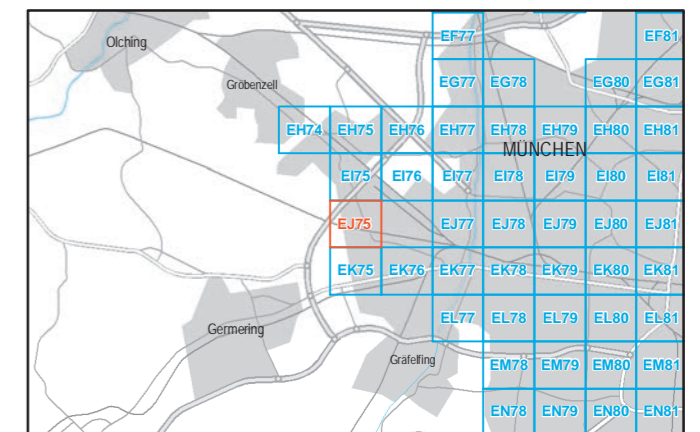 EF77 EF81
Olching
Gröbenzell
EG77 EG78 EG80 EG81
EH74 EH75 EH76 EH77 EH78 EH79 EH80 EH81
MÜNCHEN
EI75 EI76 EI77 EI78 EI79 EI80 EI81
EJ75 EJ77 EJ78 EJ79 EJ80 EJ81
EK75 EK76 EK77 EK78 EK79 EK80 EK81
EL77 EL78 EL79 EL80 EL81
Germering
Gräfelfing
EM78 EM79 EM80 EM81
EN78 EN79 EN80 EN81